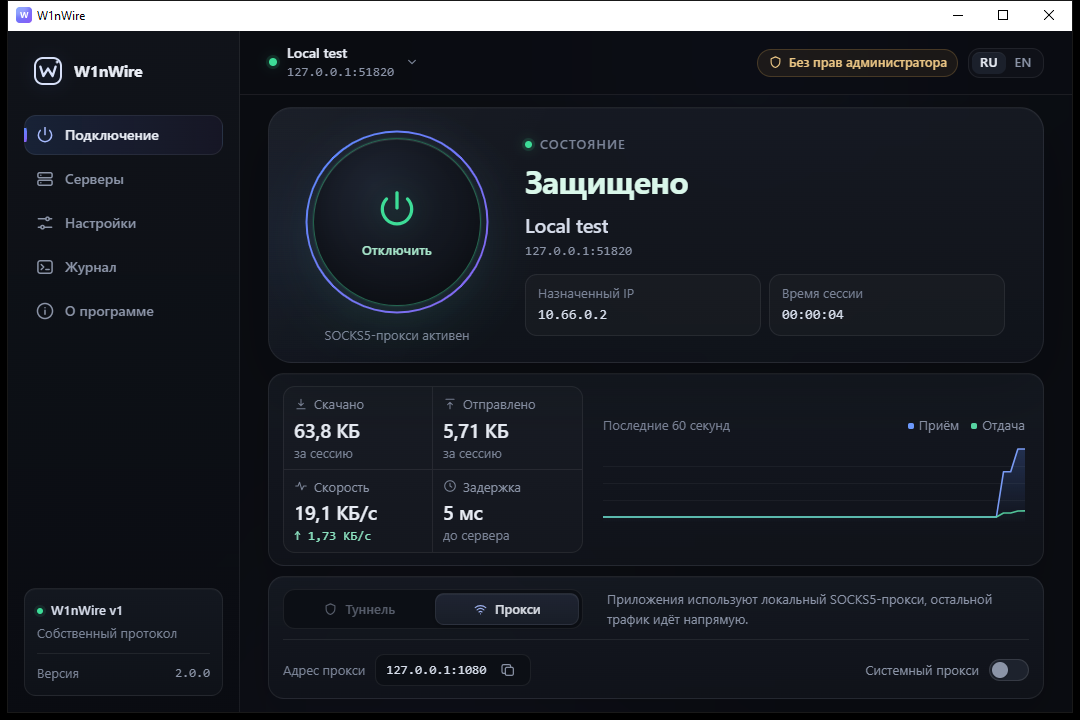 W1nWire
W1nWire
Local test
127.0.0.1:51820
Без прав администратора
RU EN
Подключение
Серверы
Настройки
Журнал
О программе
W1nWire v1
Собственный протокол
Версия 2.0.0
Отключить
SOCKS5-прокси активен
СОСТОЯНИЕ
Защищено
Local test
127.0.0.1:51820
Назначенный IP
10.66.0.2
Время сессии
00:00:04
Скачано
63,8 КБ
за сессию
Отправлено
5,71 КБ
за сессию
Скорость
19,1 КБ/с
↑ 1,73 КБ/с
Задержка
5 мс
до сервера
Последние 60 секунд
Приём Отдача
Туннель Прокси
Приложения используют локальный SOCKS5-прокси, остальной
трафик идёт напрямую.
Адрес прокси 127.0.0.1:1080
Системный прокси